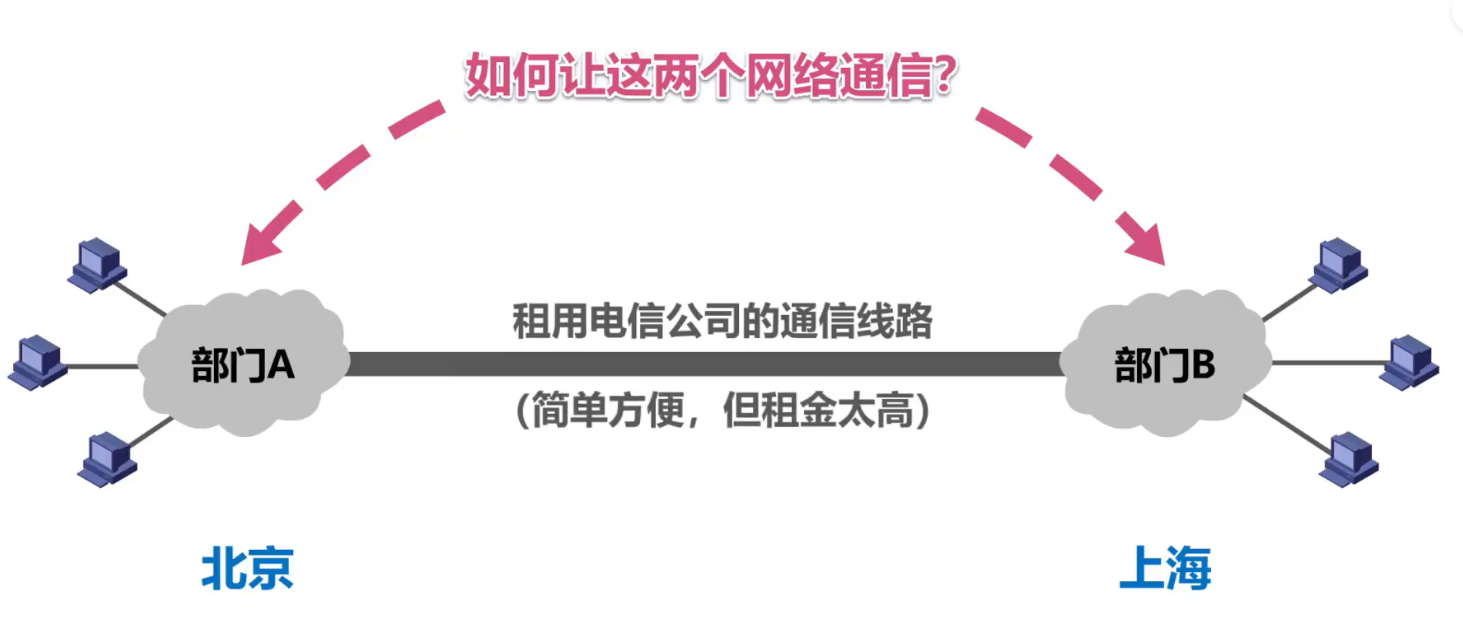 如何让这两个网络通信?
租用电信公司的通信线路
部门A
部门B
(简单方便，但租金太高)
北京
上海